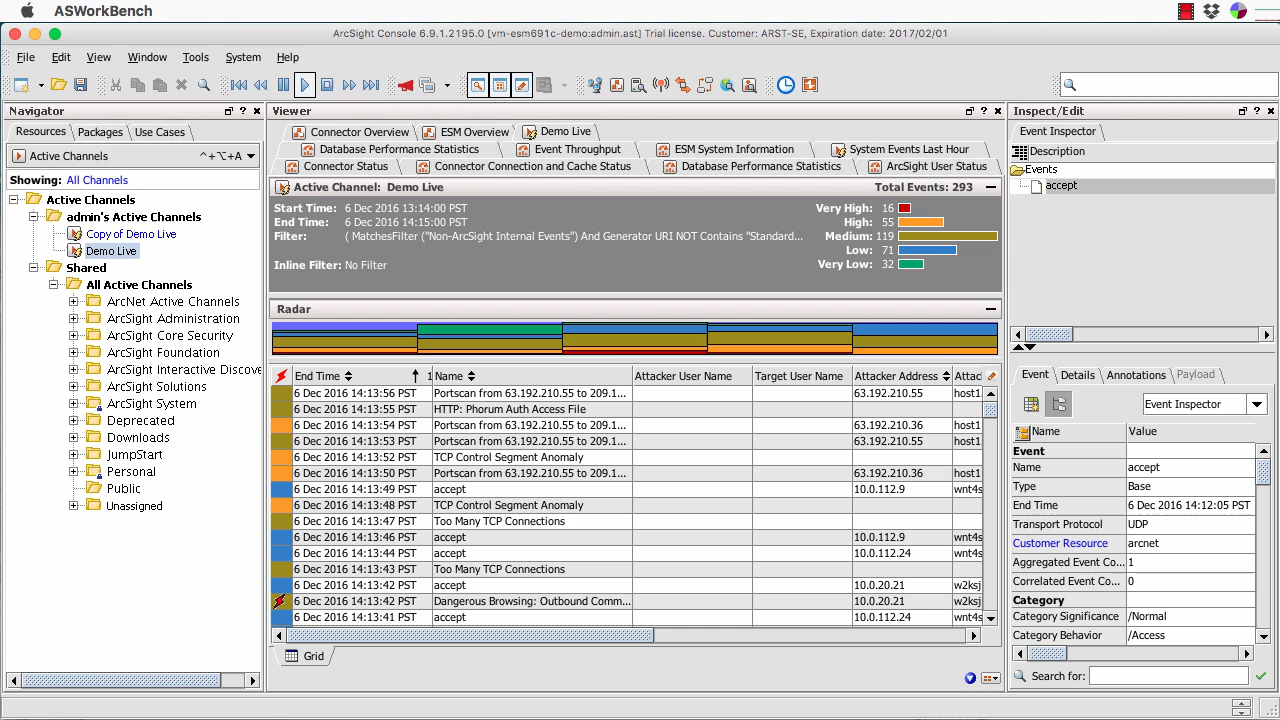 ASWorkBench
ArcSight Console 6.9.1.2195.0 [vm-esm691c-demo:admin.ast] Trial license. Customer: ARST-SE, Expiration date: 2017/02/01
File Edit View Window Tools System Help
Navigator
Resources Packages Use Cases
Active Channels ^+⌥+A
Showing: All Channels
Active Channels
admin's Active Channels
Copy of Demo Live
Demo Live
Shared
All Active Channels
ArcNet Active Channels
ArcSight Administration
ArcSight Core Security
ArcSight Foundation
ArcSight Interactive Discove
ArcSight Solutions
ArcSight System
Deprecated
Downloads
JumpStart
Personal
Public
Unassigned
Viewer
Connector Overview ESM Overview Demo Live
Database Performance Statistics Event Throughput ESM System Information System Events Last Hour
Connector Status Connector Connection and Cache Status Database Performance Statistics ArcSight User Status
Active Channel: Demo Live Total Events: 293
Start Time: 6 Dec 2016 13:14:00 PST Very High: 16
End Time: 6 Dec 2016 14:15:00 PST High: 55
Filter: ( MatchesFilter ("Non-ArcSight Internal Events") And Generator URI NOT Contains "Standard... Medium: 119
Low: 71
Inline Filter: No Filter Very Low: 32
Radar
End Time 1 Name Attacker User Name Target User Name Attacker Address Attac
6 Dec 2016 14:13:56 PST Portscan from 63.192.210.55 to 209.1... 63.192.210.55 host1
6 Dec 2016 14:13:55 PST HTTP: Phorum Auth Access File
6 Dec 2016 14:13:54 PST Portscan from 63.192.210.55 to 209.1... 63.192.210.36 host1
6 Dec 2016 14:13:53 PST Portscan from 63.192.210.55 to 209.1... 63.192.210.55 host1
6 Dec 2016 14:13:52 PST TCP Control Segment Anomaly
6 Dec 2016 14:13:50 PST Portscan from 63.192.210.55 to 209.1... 63.192.210.36 host1
6 Dec 2016 14:13:49 PST accept 10.0.112.9 wnt4s
6 Dec 2016 14:13:48 PST TCP Control Segment Anomaly
6 Dec 2016 14:13:47 PST Too Many TCP Connections
6 Dec 2016 14:13:46 PST accept 10.0.112.9 wnt4s
6 Dec 2016 14:13:44 PST accept 10.0.112.24 wnt4s
6 Dec 2016 14:13:43 PST Too Many TCP Connections
6 Dec 2016 14:13:42 PST accept 10.0.20.21 w2ksj
6 Dec 2016 14:13:42 PST Dangerous Browsing: Outbound Comm... 10.0.20.21 w2ksj
6 Dec 2016 14:13:41 PST accept 10.0.112.24 wnt4s
Grid
Inspect/Edit
Event Inspector
Description
Events
accept
Event Details Annotations Payload
Event Inspector
Name Value
Event
Name accept
Type Base
End Time 6 Dec 2016 14:12:05 PST
Transport Protocol UDP
Customer Resource arcnet
Aggregated Event Co... 1
Correlated Event Co... 0
Category
Category Significance /Normal
Category Behavior /Access
Search for: